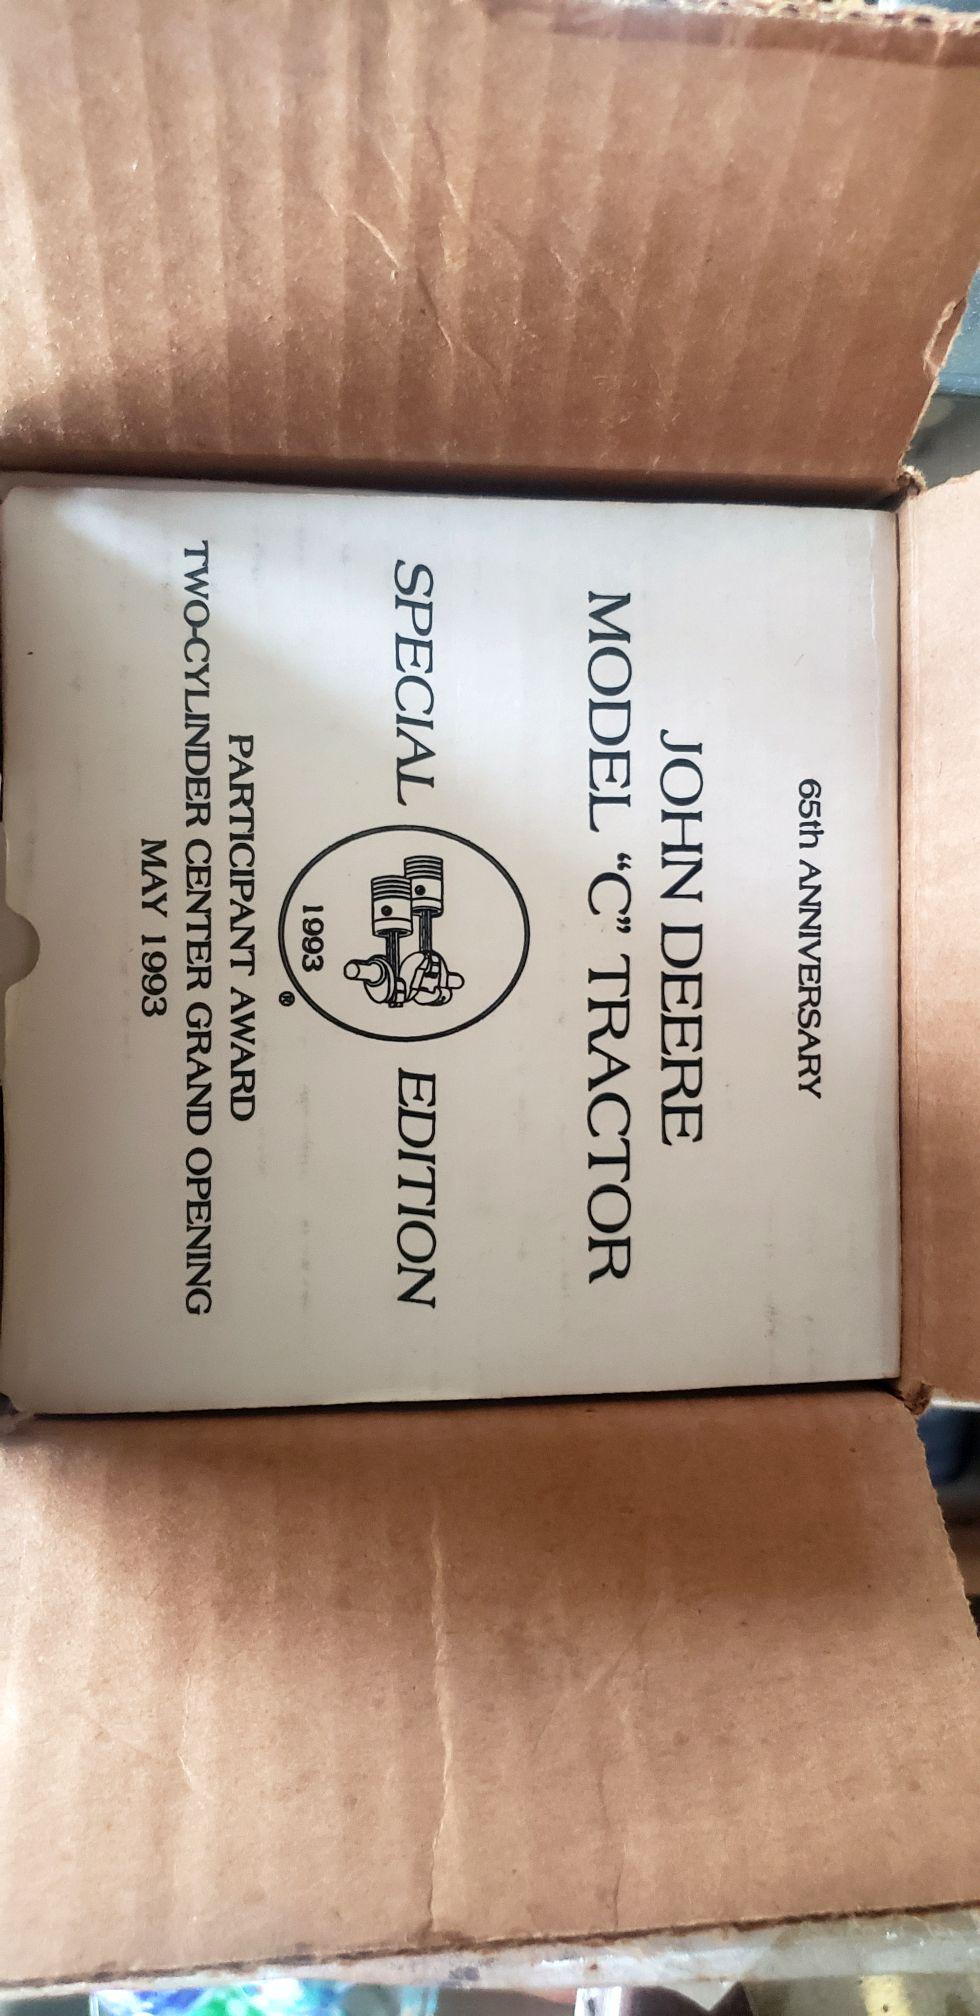 65th ANNIVERSARY
JOHN DEERE
MODEL “C” TRACTOR
SPECIAL EDITION
1993
®
PARTICIPANT AWARD
TWO-CYLINDER CENTER GRAND OPENING
MAY 1993